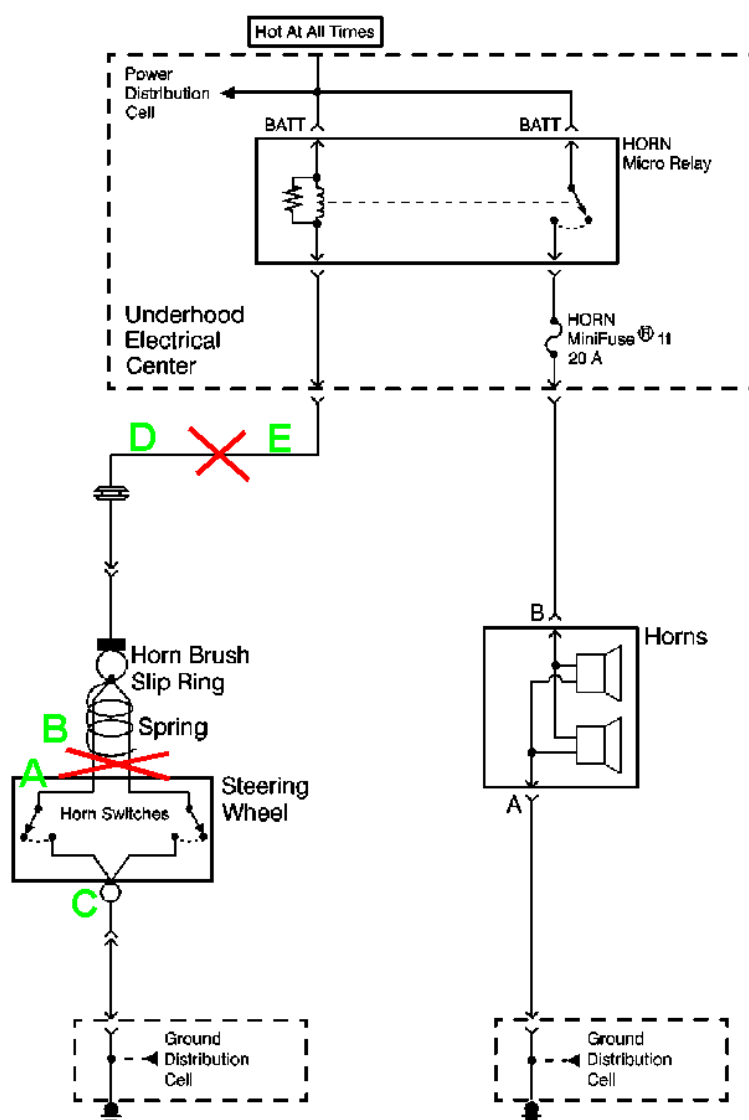 Hot At All Times
Power
Distribution
Cell
BATT
BATT
HORN
Micro Relay
Underhood
Electrical
Center
HORN
MiniFuse ® 11
20 A
D
E
Horn Brush
Slip Ring
B
Spring
A
Steering
Wheel
Horn Switches
C
B
Horns
A
Ground
Distribution
Cell
Ground
Distribution
Cell